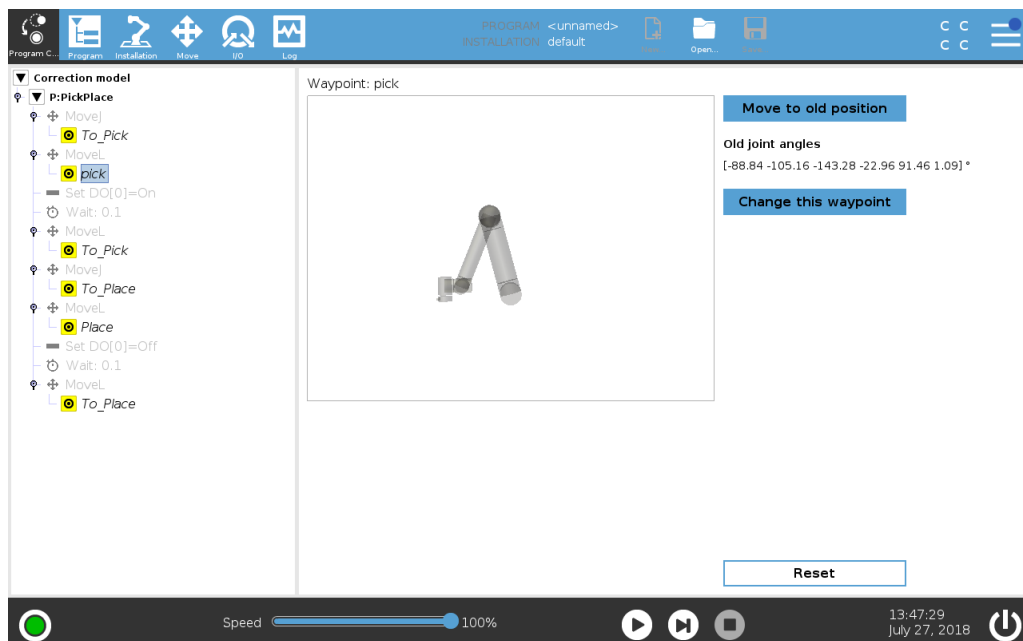 PROGRAM <unnamed>
INSTALLATION default
Program C...
Program
Installation
Move
I/O
Log
Open...
C C
C C
Correction model
P:PickPlace
MoveJ
To_Pick
MoveL
pick
Set DO[0]=On
Wait: 0.1
MoveL
To_Pick
MoveJ
To_Place
MoveL
Place
Set DO[0]=Off
Wait: 0.1
MoveL
To_Place
Waypoint: pick
Move to old position
Old joint angles
[-88.84 -105.16 -143.28 -22.96 91.46 1.09] °
Change this waypoint
Reset
Speed
100%
13:47:29
July 27, 2018